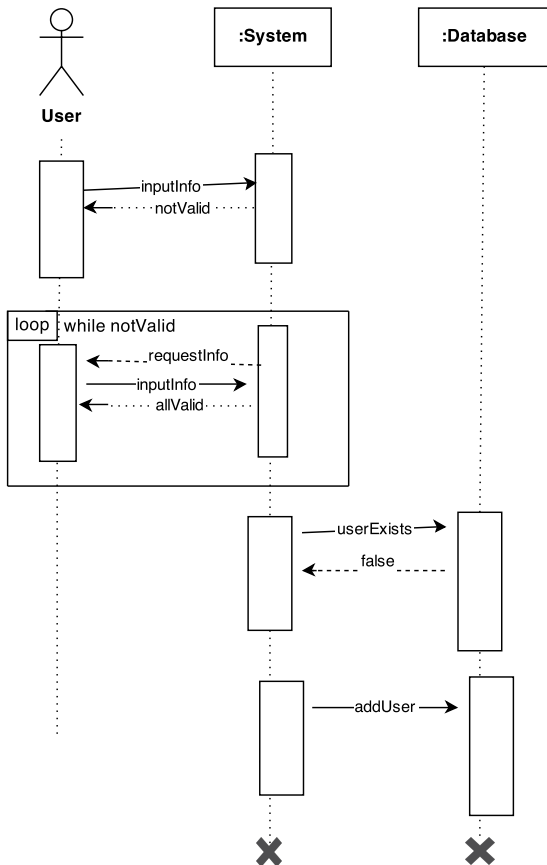 :System
:Database
User
inputInfo
notValid
loop
while notValid
requestInfo
inputInfo
allValid
userExists
false
addUser